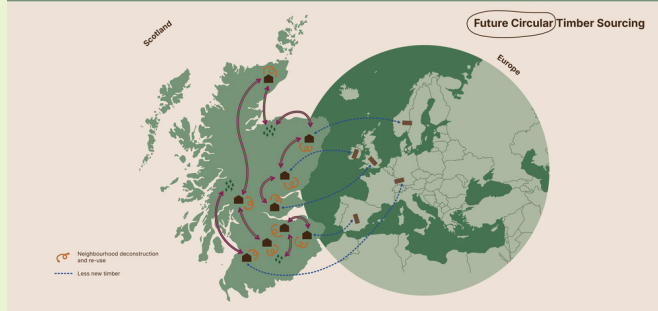 Future Circular Timber Sourcing
Scotland
Europe
Neighbourhood deconstruction
and re-use
Less new timber